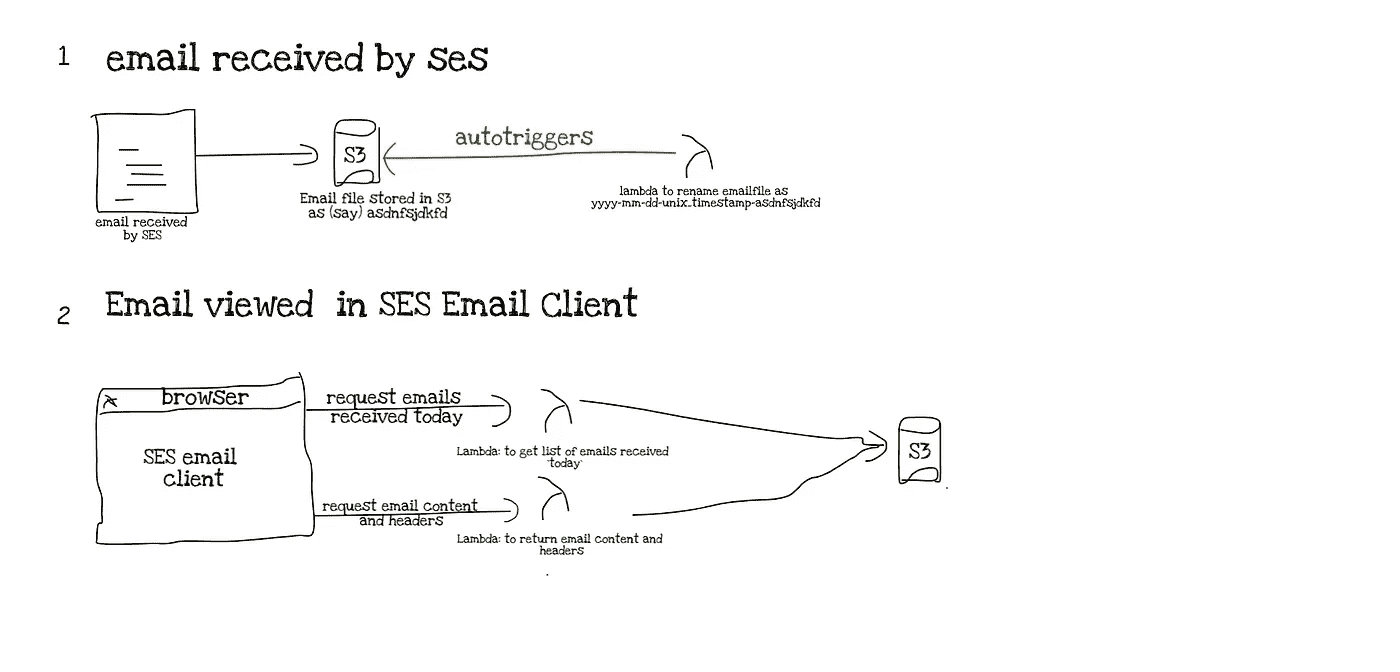 1 email received by SeS
autotriggers
S3
Email file stored in S3
as (say) asdnfsjdkfd
lambda to rename emailfile as
yyyy-mm-dd-unix_timestamp-asdnfsjdkfd
email received
by SES
2 Email viewed in SES Email Client
browser
SES email
client
request emails
received today
Lambda: to get list of emails received
today
request email content
and headers
Lambda: to return email content and
headers
S3